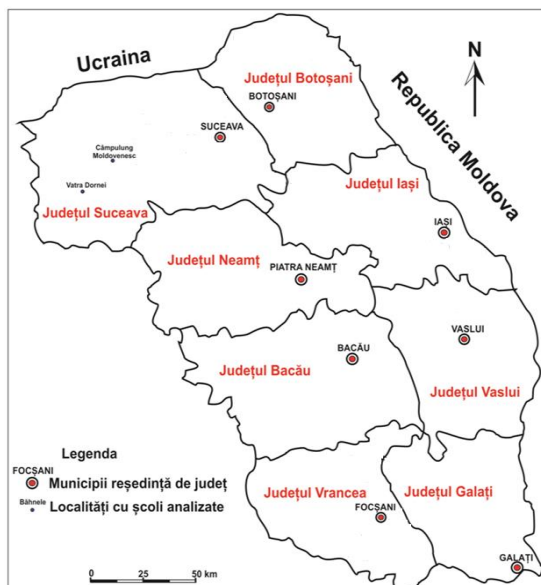 Ucraina
N
Județul Botoșani
BOTOȘANI
Republica Moldova
SUCEAVA
Câmpulung
Moldovenesc
Vatra Dornei
Județul Suceava
Județul Iași
IAȘI
Județul Neamț
PIATRA NEAMȚ
VASLUI
BACĂU
Județul Bacău
Județul Vaslui
Legenda
FOCȘANI
Municipii reședință de județ
Băhnele
Localități cu școli analizate
Județul Vrancea
FOCȘANI
Județul Galați
GALAȚI
0 25 50 km